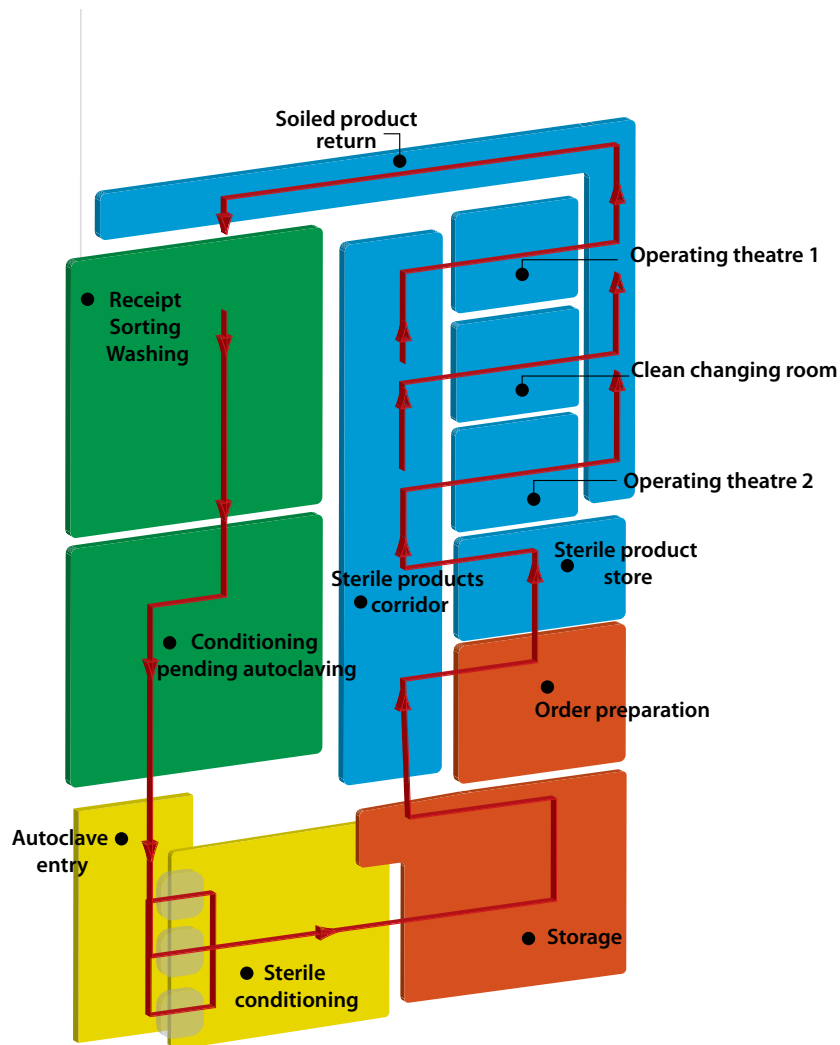 Soiled product
return
Operating theatre 1
Receipt
Sorting
Washing
Clean changing room
Operating theatre 2
Sterile product
store
Sterile products
corridor
Conditioning
pending autoclaving
Order preparation
Autoclave
entry
Storage
Sterile
conditioning